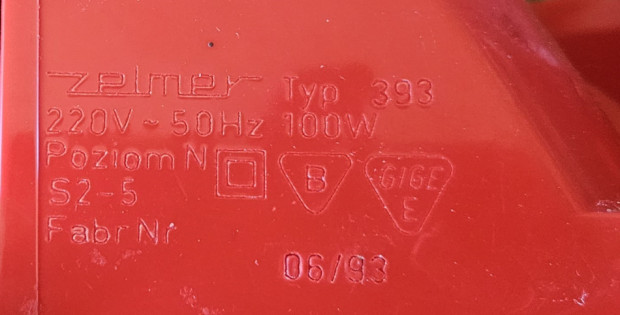 zelmer Typ 393
220V ~ 50Hz 100W
Poziom N B GIGE
S2-5 E
Fabr Nr
06/93